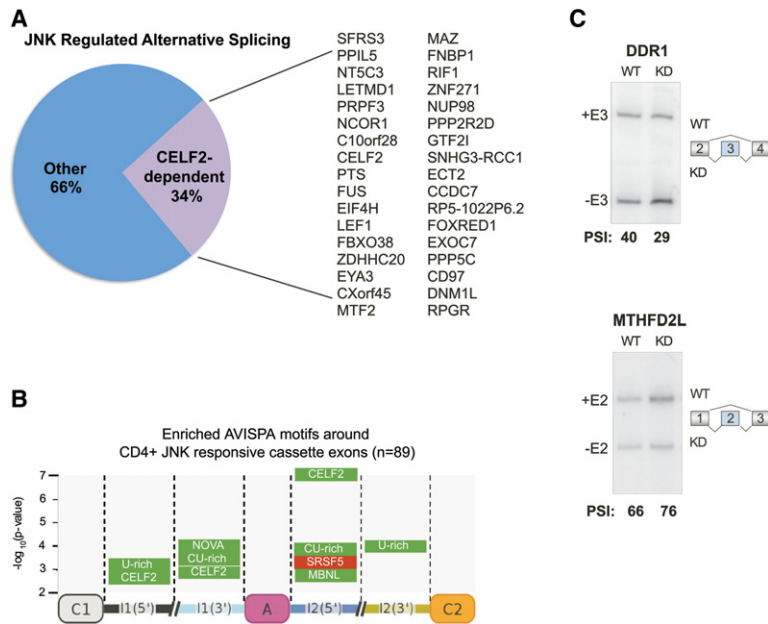 A
JNK Regulated Alternative Splicing
Other
66%
CELF2-
dependent
34%
SFRS3
PPIL5
NT5C3
LETMD1
PRPF3
NCOR1
C10orf28
CELF2
PTS
FUS
EIF4H
LEF1
FBXO38
ZDHHC20
EYA3
CXorf45
MTF2
MAZ
FNBP1
RIF1
ZNF271
NUP98
PPP2R2D
GTF2I
SNHG3-RCC1
ECT2
CCDC7
RP5-1022P6.2
FOXRED1
EXOC7
PPP5C
CD97
DNM1L
RPGR
B
Enriched AVISPA motifs around
CD4+ JNK responsive cassette exons (n=89)
-log10(p-value)
7
6
5
4
3
2
U-rich
CELF2
NOVA
CU-rich
CELF2
CELF2
CU-rich
SRSF5
MBNL
U-rich
C1
I1(5')
I1(3')
A
I2(5')
I2(3')
C2
C
DDR1
WT KD
+E3
-E3
PSI: 40 29
WT
2 3 4
KD
MTHFD2L
WT KD
+E2
-E2
PSI: 66 76
WT
1 2 3
KD